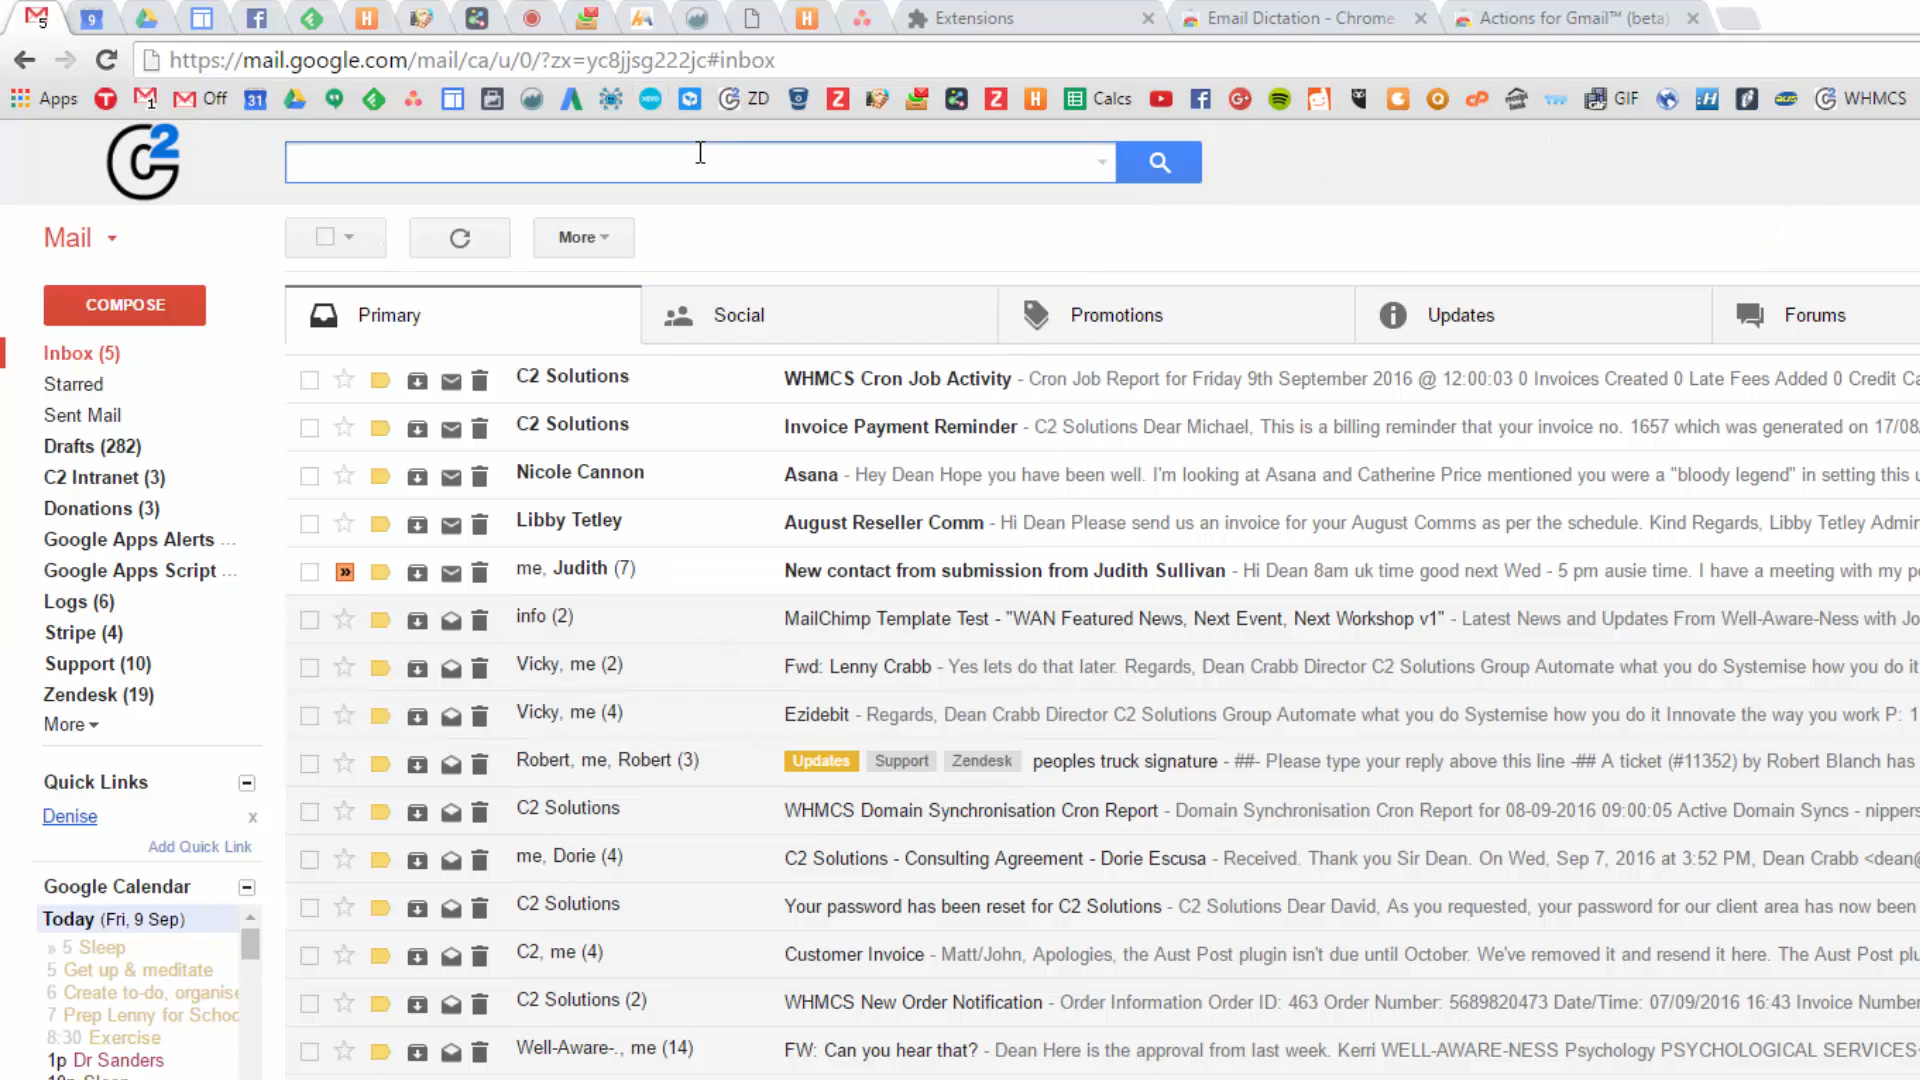 5 9 Extensions Email Dictation - Chrome Actions for Gmail™ (beta)
https://mail.google.com/mail/ca/u/0/?zx=yc8jjsg222jc#inbox
Apps 1 Off 31 ZD Calcs GIF WHMCS
C2
Mail More
COMPOSE
Primary Social Promotions Updates Forums
Inbox (5)
Starred
Sent Mail
Drafts (282)
C2 Intranet (3)
Donations (3)
Google Apps Alerts ...
Google Apps Script ...
Logs (6)
Stripe (4)
Support (10)
Zendesk (19)
More
Quick Links
Denise x
Add Quick Link
Google Calendar
Today (Fri, 9 Sep)
» 5 Sleep
5 Get up & meditate
6 Create to-do, organise
7 Prep Lenny for Schoo
8:30 Exercise
1p Dr Sanders
C2 Solutions WHMCS Cron Job Activity - Cron Job Report for Friday 9th September 2016 @ 12:00:03 0 Invoices Created 0 Late Fees Added 0 Credit Ca
C2 Solutions Invoice Payment Reminder - C2 Solutions Dear Michael, This is a billing reminder that your invoice no. 1657 which was generated on 17/08/
Nicole Cannon Asana - Hey Dean Hope you have been well. I'm looking at Asana and Catherine Price mentioned you were a "bloody legend" in setting this u
Libby Tetley August Reseller Comm - Hi Dean Please send us an invoice for your August Comms as per the schedule. Kind Regards, Libby Tetley Admin
me, Judith (7) New contact from submission from Judith Sullivan - Hi Dean 8am uk time good next Wed - 5 pm ausie time. I have a meeting with my pe
info (2) MailChimp Template Test - "WAN Featured News, Next Event, Next Workshop v1" - Latest News and Updates From Well-Aware-Ness with Jo
Vicky, me (2) Fwd: Lenny Crabb - Yes lets do that later. Regards, Dean Crabb Director C2 Solutions Group Automate what you do Systemise how you do it
Vicky, me (4) Ezidebit - Regards, Dean Crabb Director C2 Solutions Group Automate what you do Systemise how you do it Innovate the way you work P: 1
Robert, me, Robert (3) Updates Support Zendesk peoples truck signature - ##- Please type your reply above this line -## A ticket (#11352) by Robert Blanch has
C2 Solutions WHMCS Domain Synchronisation Cron Report - Domain Synchronisation Cron Report for 08-09-2016 09:00:05 Active Domain Syncs - nippers
me, Dorie (4) C2 Solutions - Consulting Agreement - Dorie Escusa - Received. Thank you Sir Dean. On Wed, Sep 7, 2016 at 3:52 PM, Dean Crabb <dean@
C2 Solutions Your password has been reset for C2 Solutions - C2 Solutions Dear David, As you requested, your password for our client area has now been
C2, me (4) Customer Invoice - Matt/John, Apologies, the Aust Post plugin isn't due until October. We've removed it and resend it here. The Aust Post plu
C2 Solutions (2) WHMCS New Order Notification - Order Information Order ID: 463 Order Number: 5689820473 Date/Time: 07/09/2016 16:43 Invoice Number
Well-Aware-., me (14) FW: Can you hear that? - Dean Here is the approval from last week. Kerri WELL-AWARE-NESS Psychology PSYCHOLOGICAL SERVICES